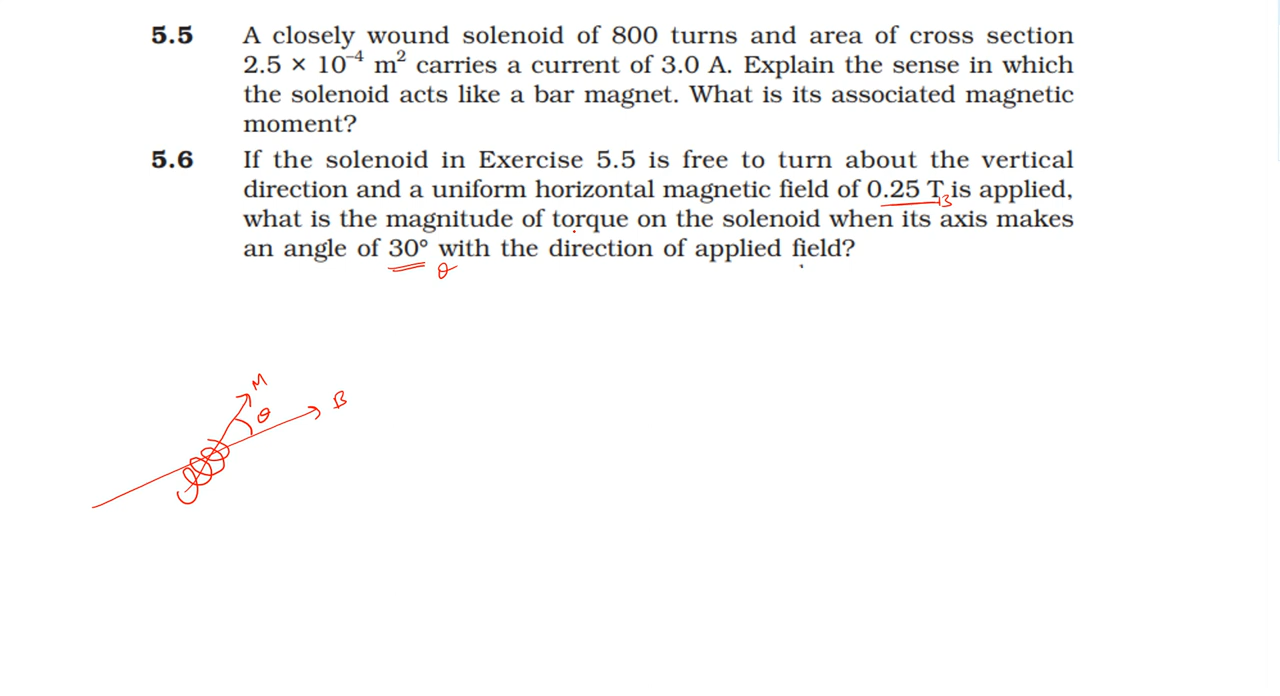 5.5 A closely wound solenoid of 800 turns and area of cross section
2.5 × 10⁻⁴ m² carries a current of 3.0 A. Explain the sense in which
the solenoid acts like a bar magnet. What is its associated magnetic
moment?
5.6 If the solenoid in Exercise 5.5 is free to turn about the vertical
direction and a uniform horizontal magnetic field of 0.25 T is applied,
B
what is the magnitude of torque on the solenoid when its axis makes
an angle of 30° with the direction of applied field?
θ
M
B
θ